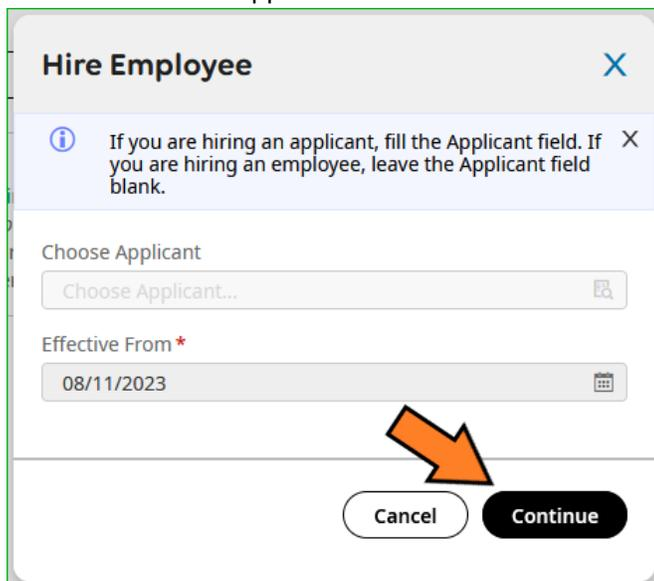 Hire Employee
If you are hiring an applicant, fill the Applicant field. If
you are hiring an employee, leave the Applicant field
blank.
Choose Applicant
Choose Applicant...
Effective From *
08/11/2023
Cancel
Continue